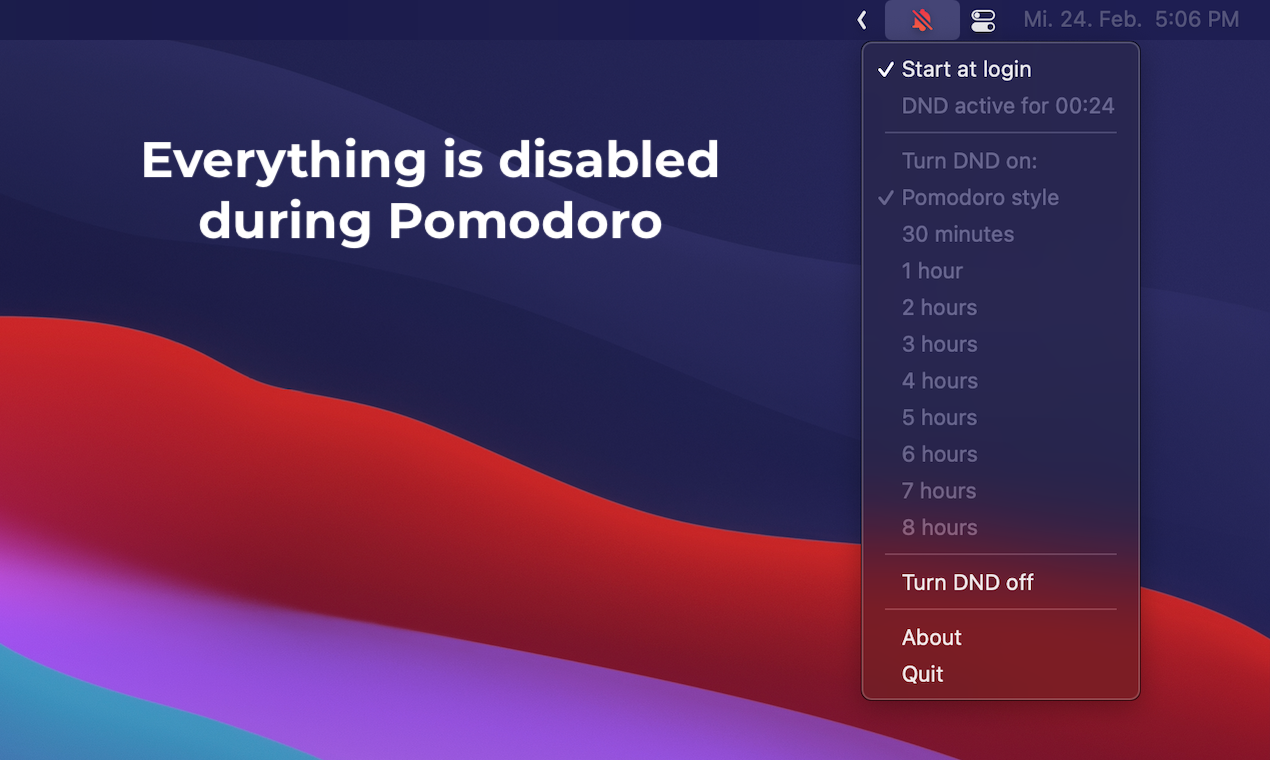 Mi. 24. Feb. 5:06 PM
Everything is disabled
during Pomodoro
✓ Start at login
DND active for 00:24
Turn DND on:
✓ Pomodoro style
30 minutes
1 hour
2 hours
3 hours
4 hours
5 hours
6 hours
7 hours
8 hours
Turn DND off
About
Quit